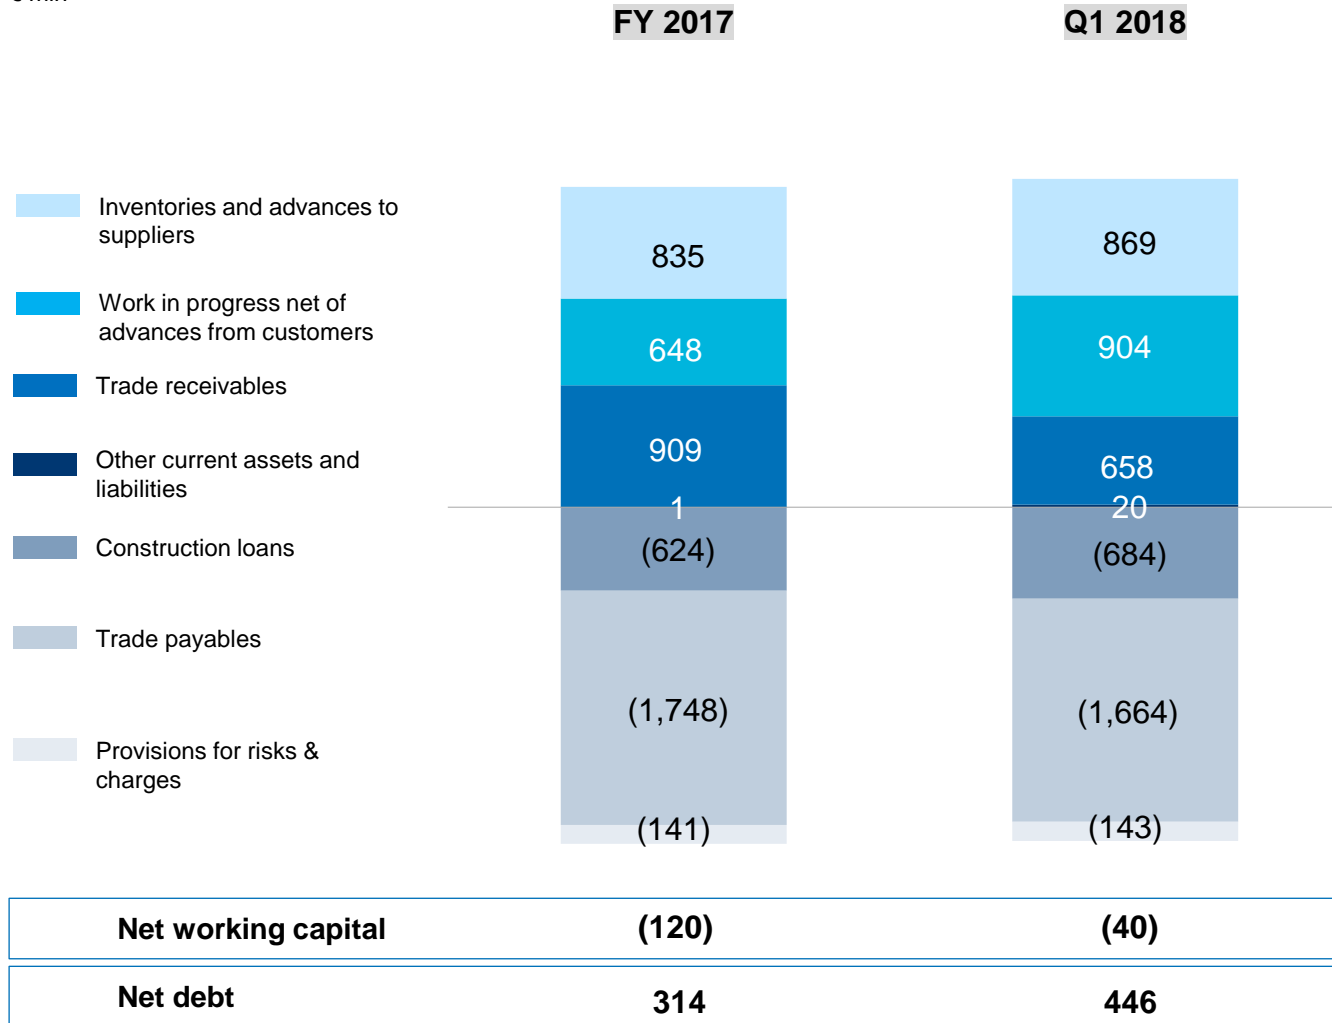 FY 2017
Q1 2018
Inventories and advances to
suppliers
835
869
Work in progress net of
advances from customers
648
904
Trade receivables
909
658
Other current assets and
liabilities
1
20
Construction loans
(624)
(684)
Trade payables
(1,748)
(1,664)
Provisions for risks &
charges
(141)
(143)
Net working capital
(120)
(40)
Net debt
314
446